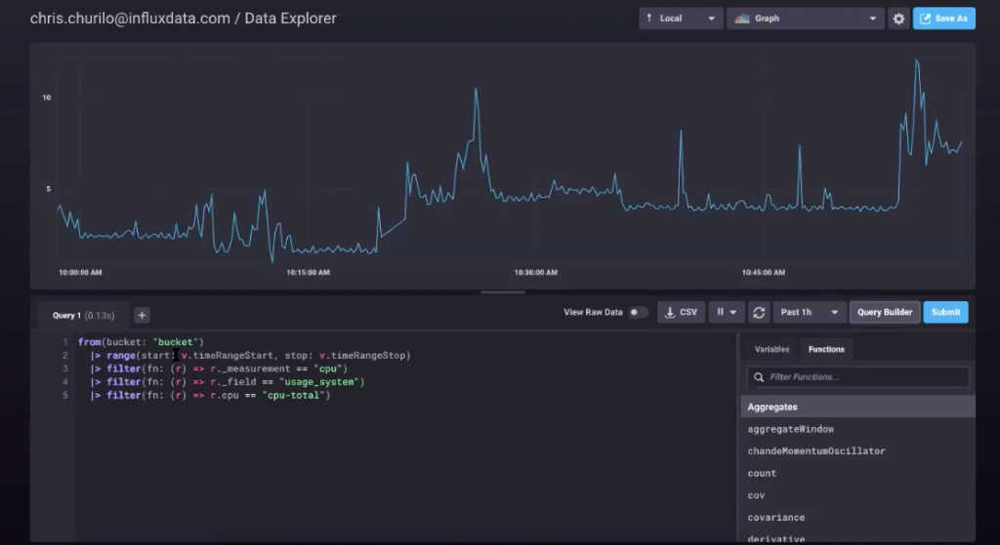 chris.churilo@influxdata.com / Data Explorer
Local
Graph
Save As
10
5
10:00:00 AM
10:15:00 AM
10:30:00 AM
10:45:00 AM
Query 1 (0.13s)
+
View Raw Data
CSV
Past 1h
Query Builder
Submit
1 from(bucket: "bucket")
2 |> range(start: v.timeRangeStart, stop: v.timeRangeStop)
3 |> filter(fn: (r) => r._measurement == "cpu")
4 |> filter(fn: (r) => r._field == "usage_system")
5 |> filter(fn: (r) => r.cpu == "cpu-total")
Variables
Functions
Filter Functions...
Aggregates
aggregateWindow
chandeMomentumOscillator
count
cov
covariance
derivative